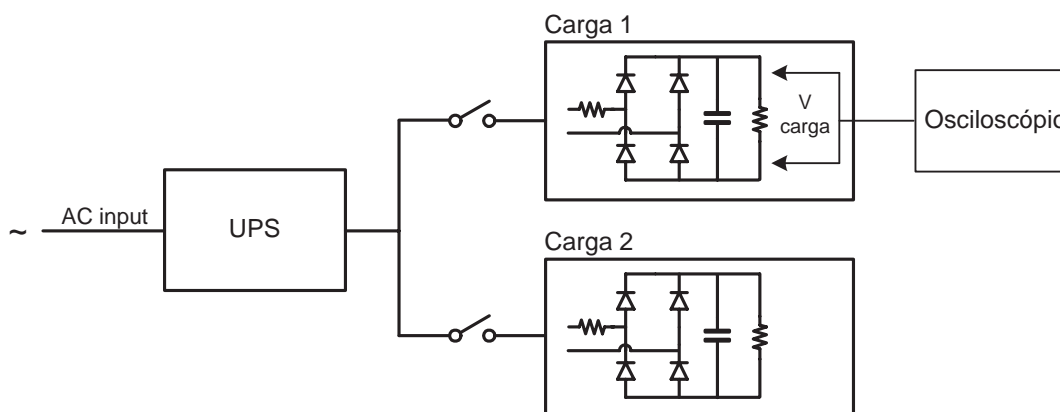 Carga 1
V
carga
Osciloscópio
AC input
~
UPS
Carga 2